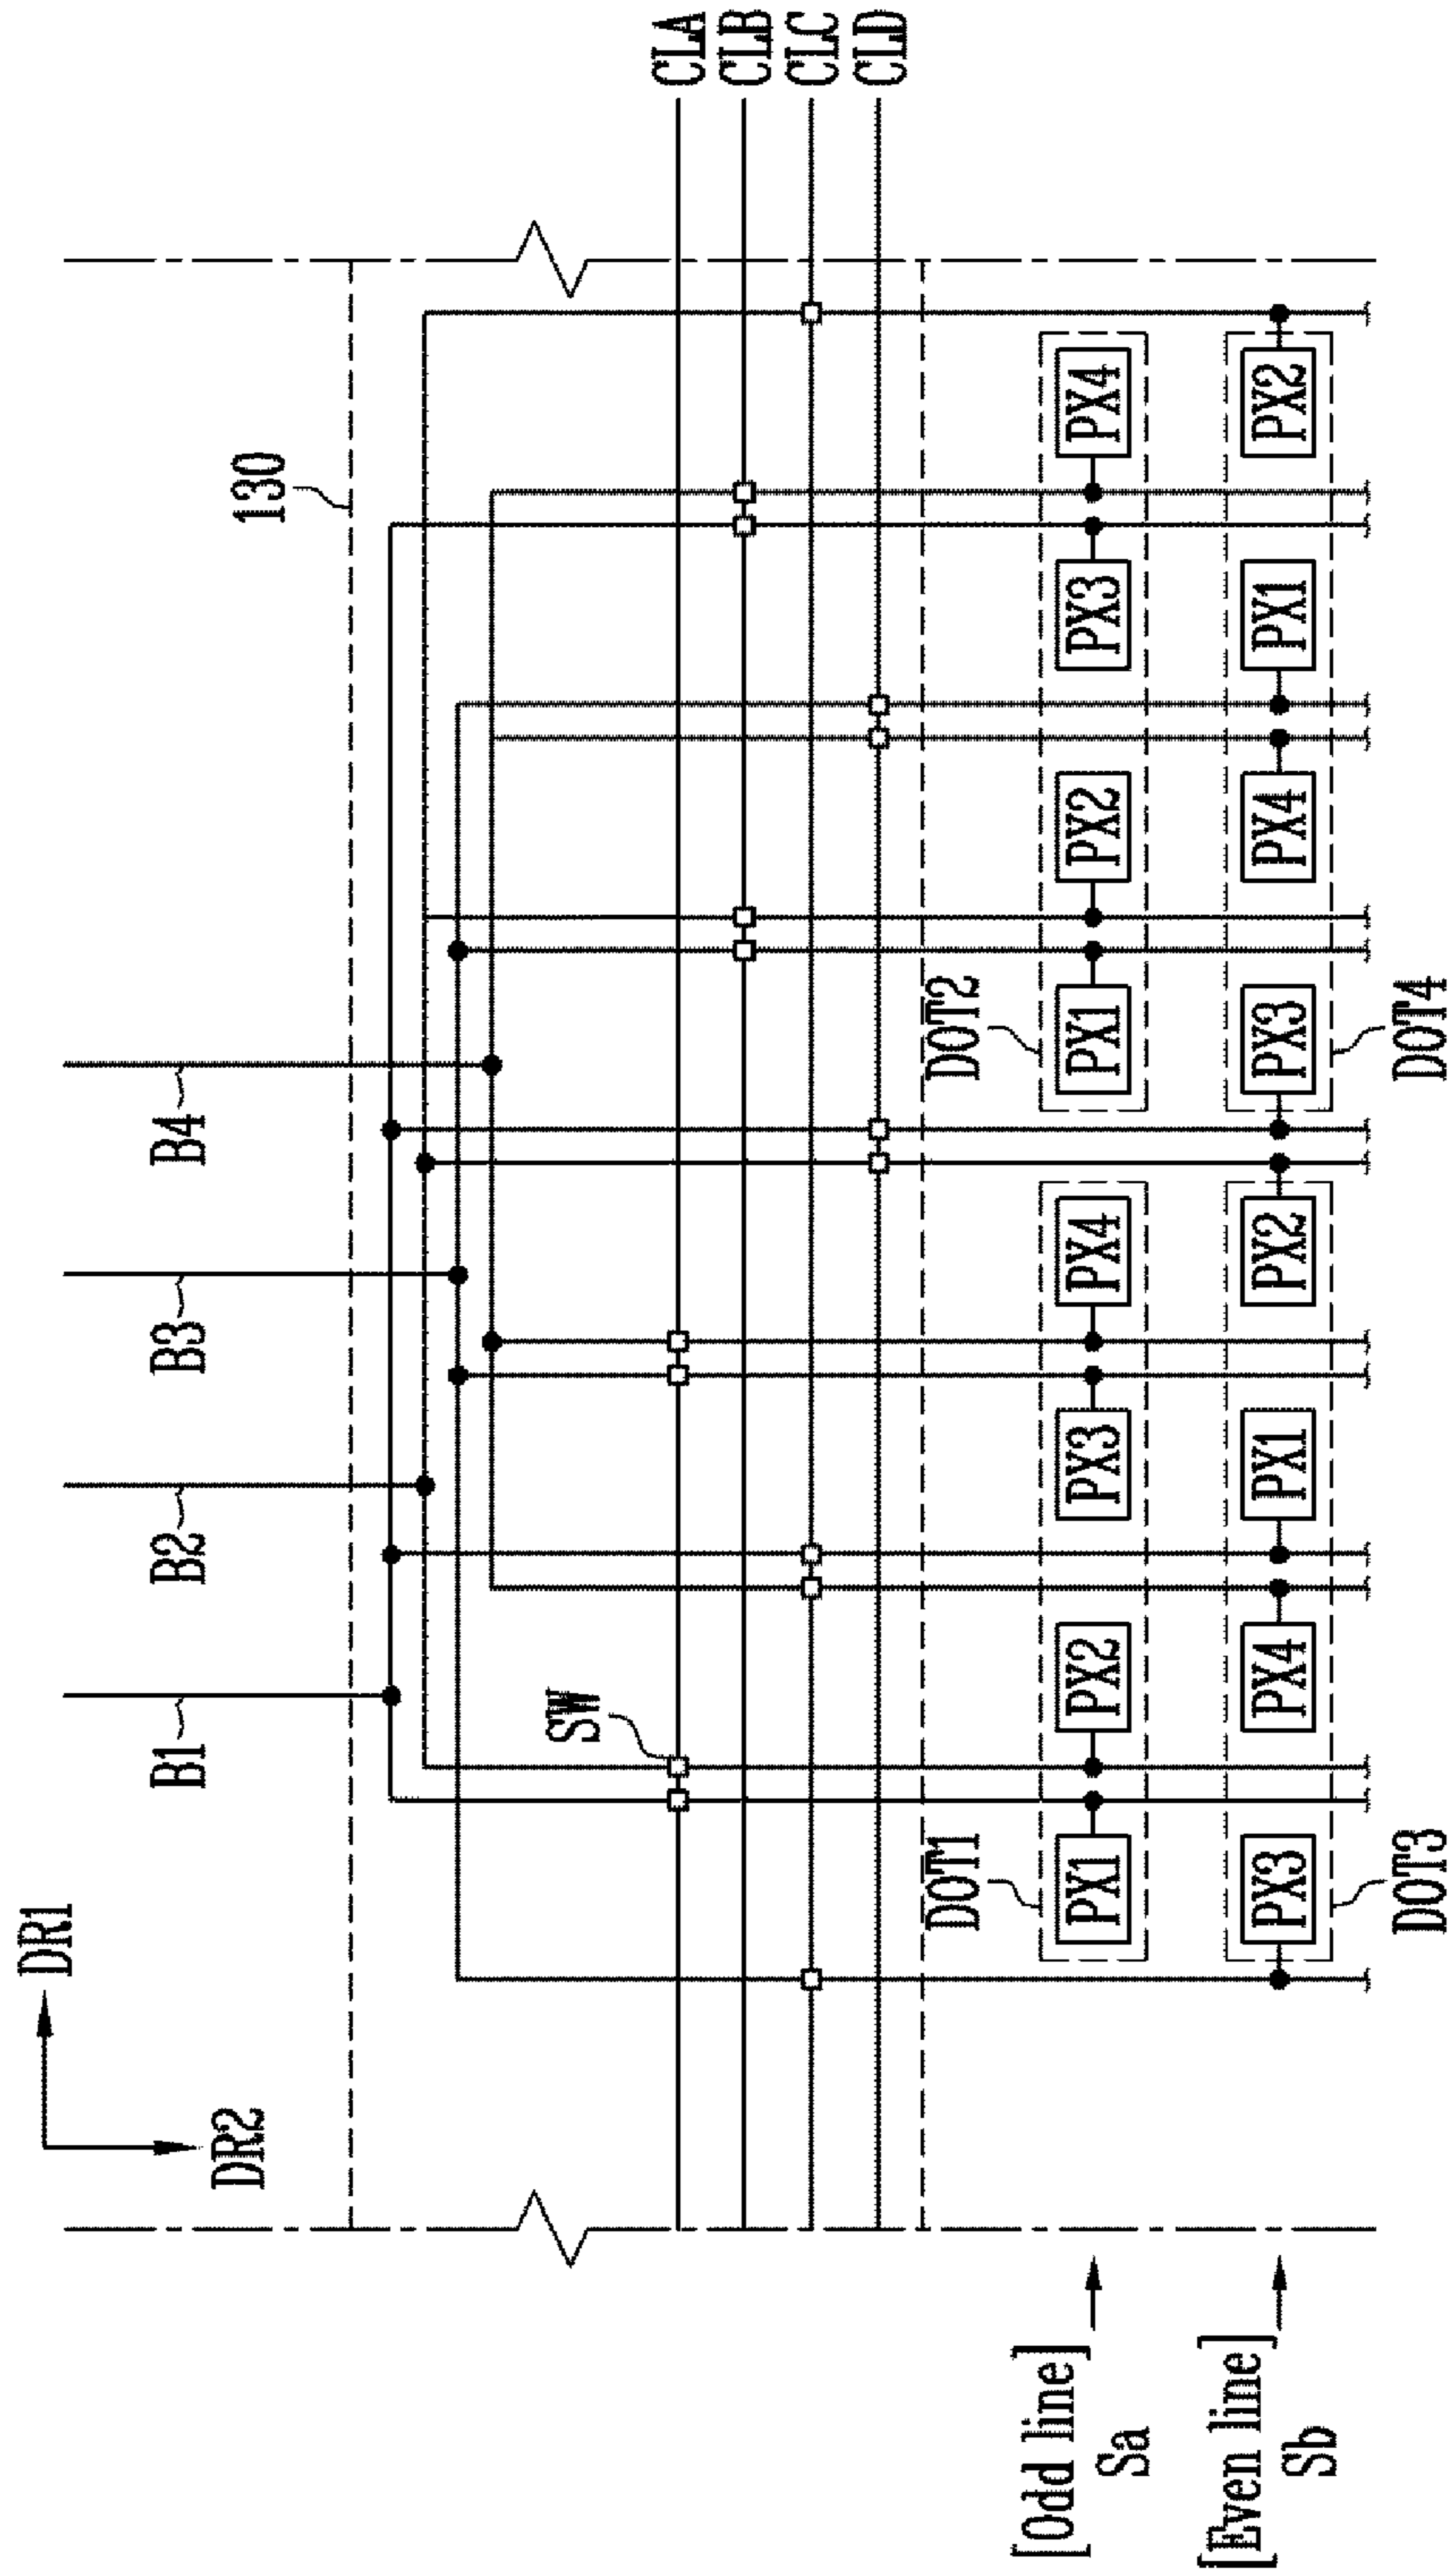 DR1
DR2
B1
B2
B3
B4
130
SW
CLA
CLB
CLC
CLD
DOT1
DOT2
[Odd line]
Sa
PX1
PX2
PX3
PX4
PX1
PX2
PX3
PX4
[Even line]
Sb
PX3
PX4
PX1
PX2
PX3
PX4
PX1
PX2
DOT3
DOT4